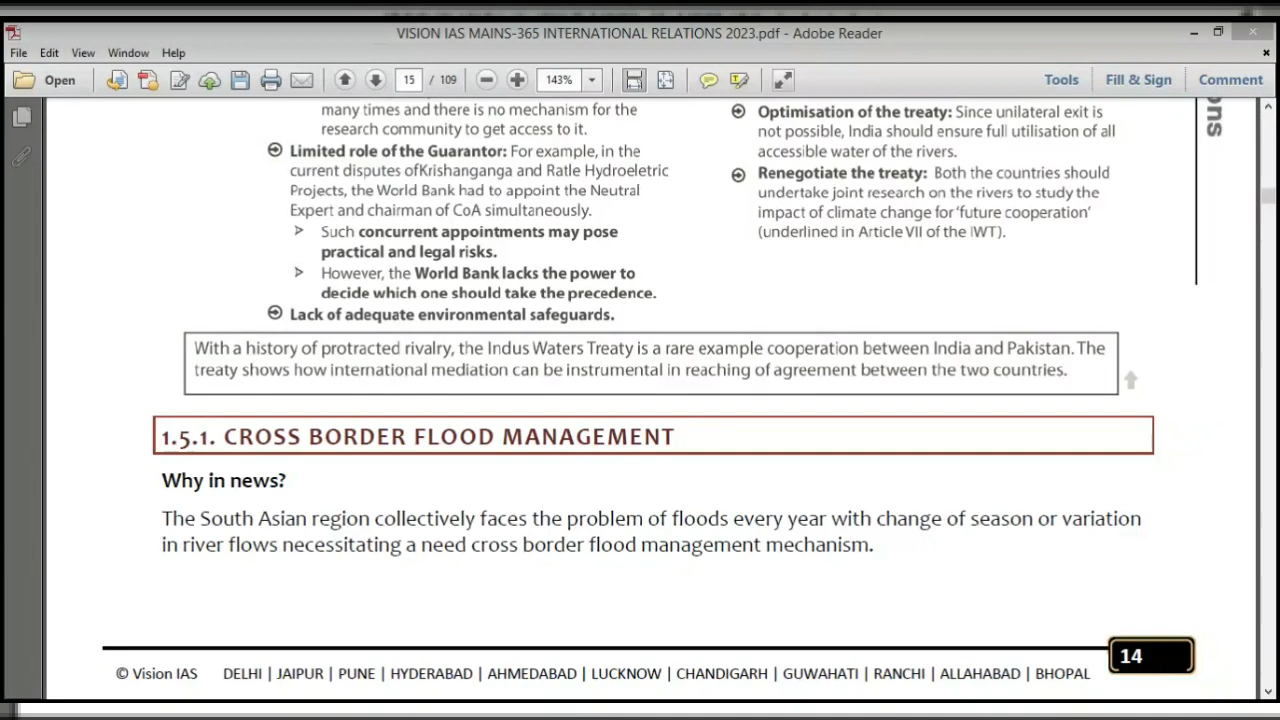 VISION IAS MAINS-365 INTERNATIONAL RELATIONS 2023.pdf - Adobe Reader
File Edit View Window Help
Open 15 / 109 143% Tools Fill & Sign Comment
many times and there is no mechanism for the
research community to get access to it.
Limited role of the Guarantor: For example, in the
current disputes ofKrishanganga and Ratle Hydroeletric
Projects, the World Bank had to appoint the Neutral
Expert and chairman of CoA simultaneously.
Such concurrent appointments may pose
practical and legal risks.
However, the World Bank lacks the power to
decide which one should take the precedence.
Lack of adequate environmental safeguards.
Optimisation of the treaty: Since unilateral exit is
not possible, India should ensure full utilisation of all
accessible water of the rivers.
Renegotiate the treaty: Both the countries should
undertake joint research on the rivers to study the
impact of climate change for 'future cooperation'
(underlined in Article VII of the IWT).
ons
With a history of protracted rivalry, the Indus Waters Treaty is a rare example cooperation between India and Pakistan. The
treaty shows how international mediation can be instrumental in reaching of agreement between the two countries.
1.5.1. CROSS BORDER FLOOD MANAGEMENT
Why in news?
The South Asian region collectively faces the problem of floods every year with change of season or variation
in river flows necessitating a need cross border flood management mechanism.
14
© Vision IAS DELHI | JAIPUR | PUNE | HYDERABAD | AHMEDABAD | LUCKNOW | CHANDIGARH | GUWAHATI | RANCHI | ALLAHABAD | BHOPAL